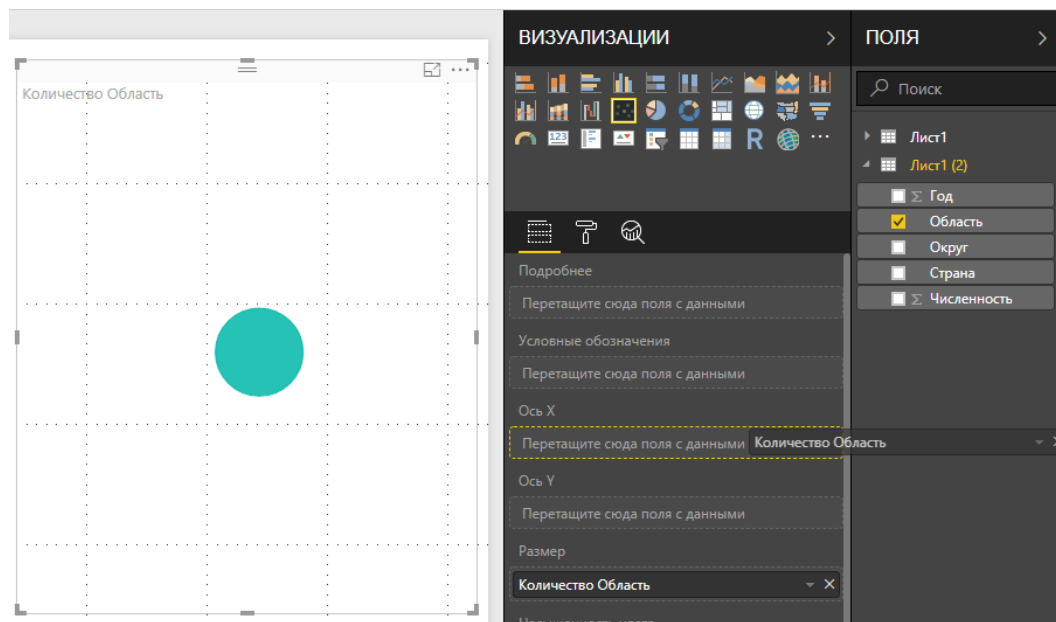 ВИЗУАЛИЗАЦИИ
ПОЛЯ
Количество Область
Поиск
123
R
Лист1
Лист1 (2)
Σ Год
Область
Округ
Страна
Σ Численность
Подробнее
Перетащите сюда поля с данными
Условные обозначения
Перетащите сюда поля с данными
Ось X
Перетащите сюда поля с данными
Количество Область
Ось Y
Перетащите сюда поля с данными
Размер
Количество Область